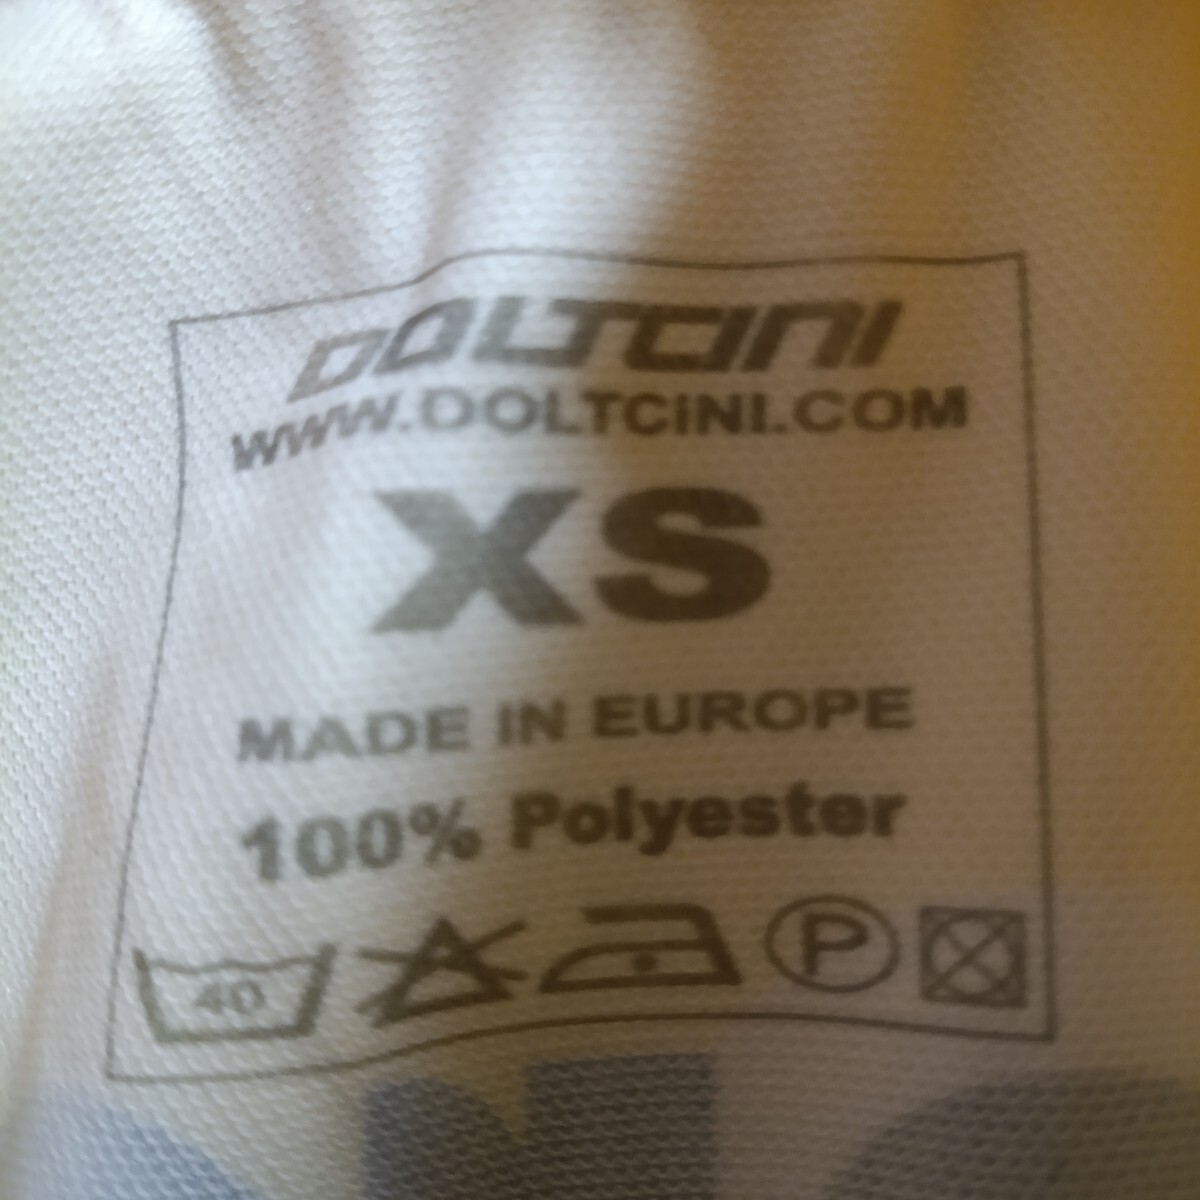 DOLTCINI
WWW.DOLTCINI.COM
XS
MADE IN EUROPE
100% Polyester
40 A P